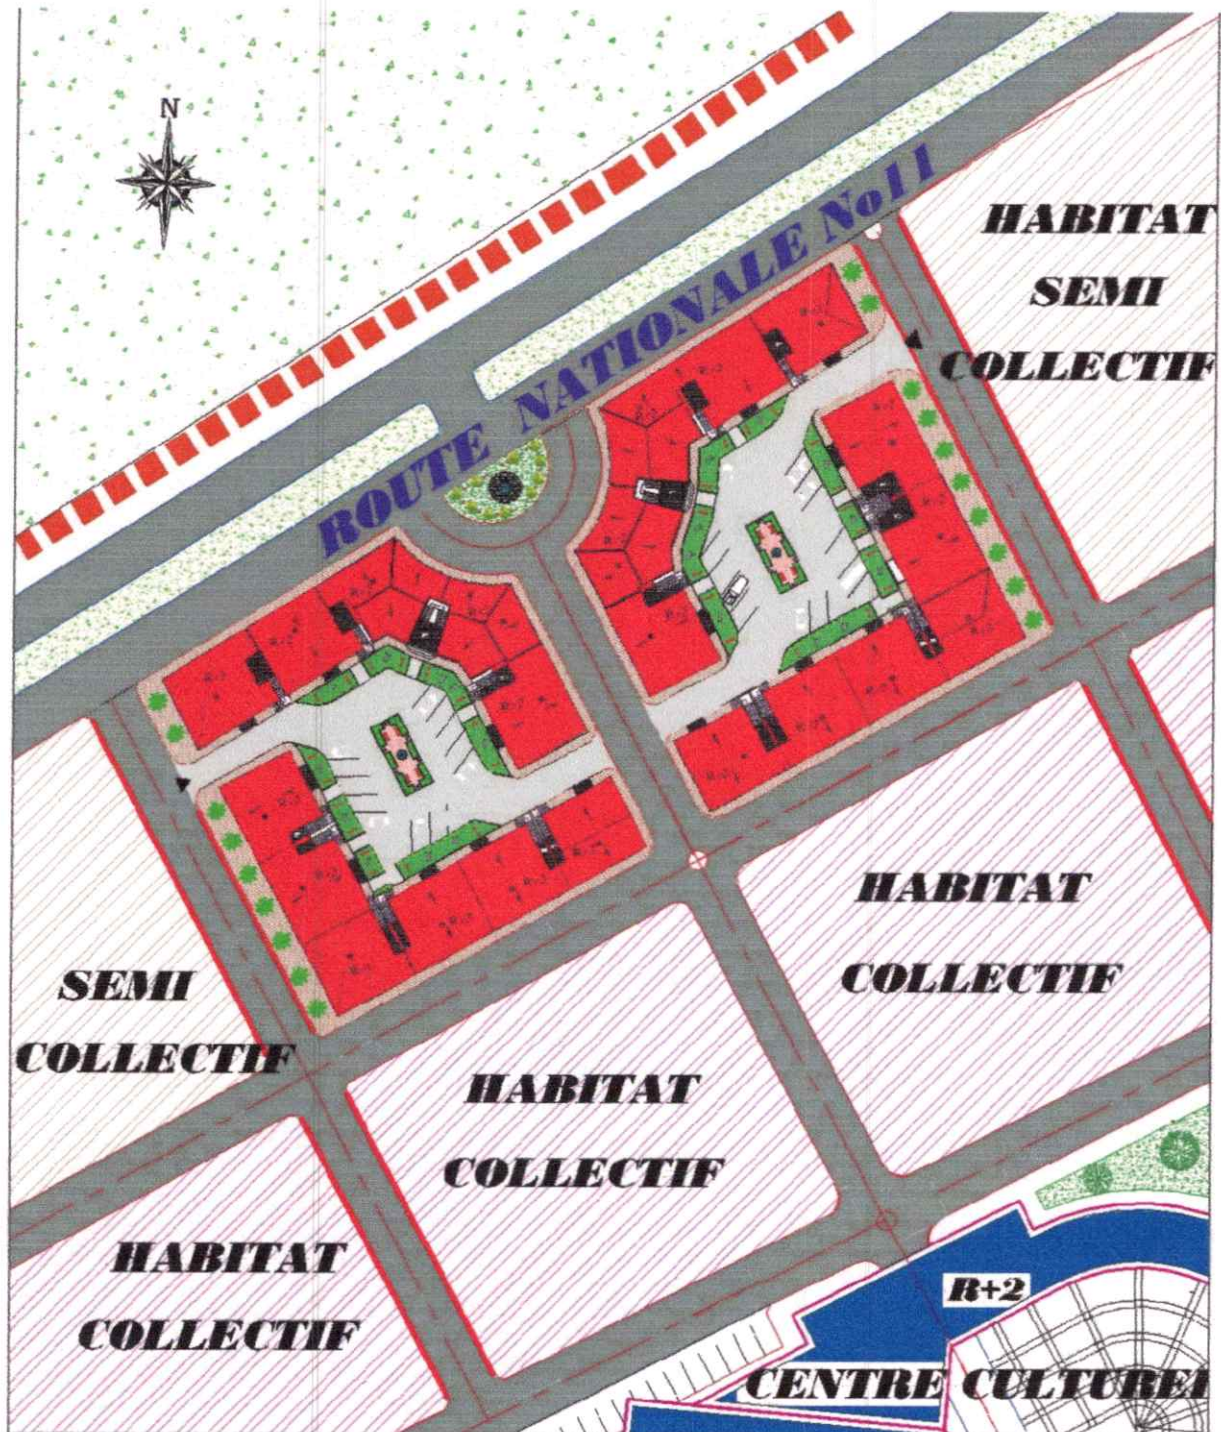 N
ROUTE NATIONALE No11
HABITAT
SEMI
COLLECTIF
HABITAT
COLLECTIF
SEMI
COLLECTIF
HABITAT
COLLECTIF
HABITAT
COLLECTIF
R+2
CENTRE CULTUREL